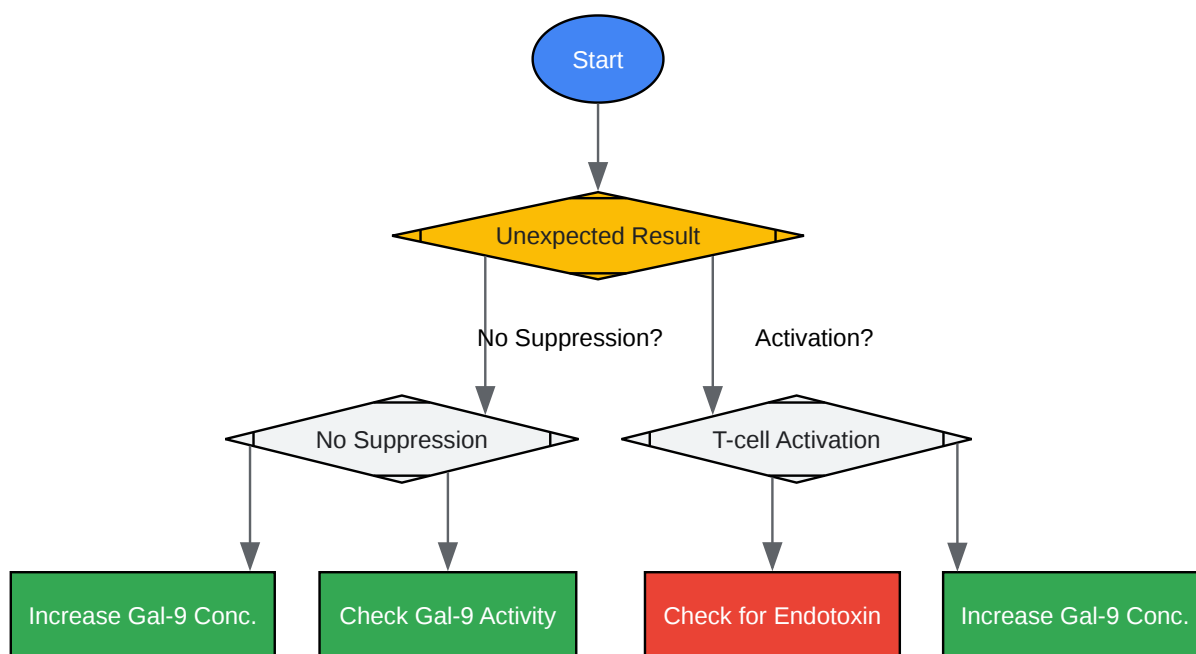 Start
Unexpected Result
No Suppression?
Activation?
No Suppression
T-cell Activation
Increase Gal-9 Conc.
Check Gal-9 Activity
Check for Endotoxin
Increase Gal-9 Conc.